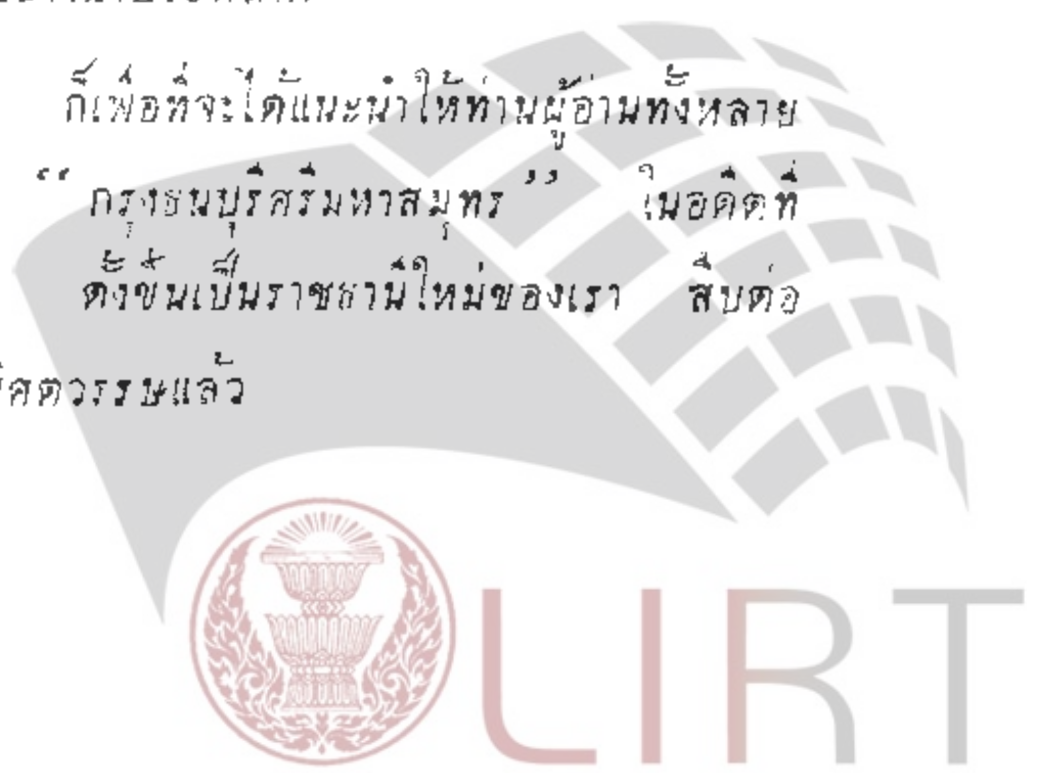 ก็เพื่อที่จะได้แนะนำให้ท่านผู้อ่านทั้งหลาย
“ กรุงธนบุรีศรีมหาสมุทร ” ในอดีตที่
ตั้งขึ้นเป็นราชธานีใหม่ของเรา สืบต่อ
ศตวรรษแล้ว
LIRT